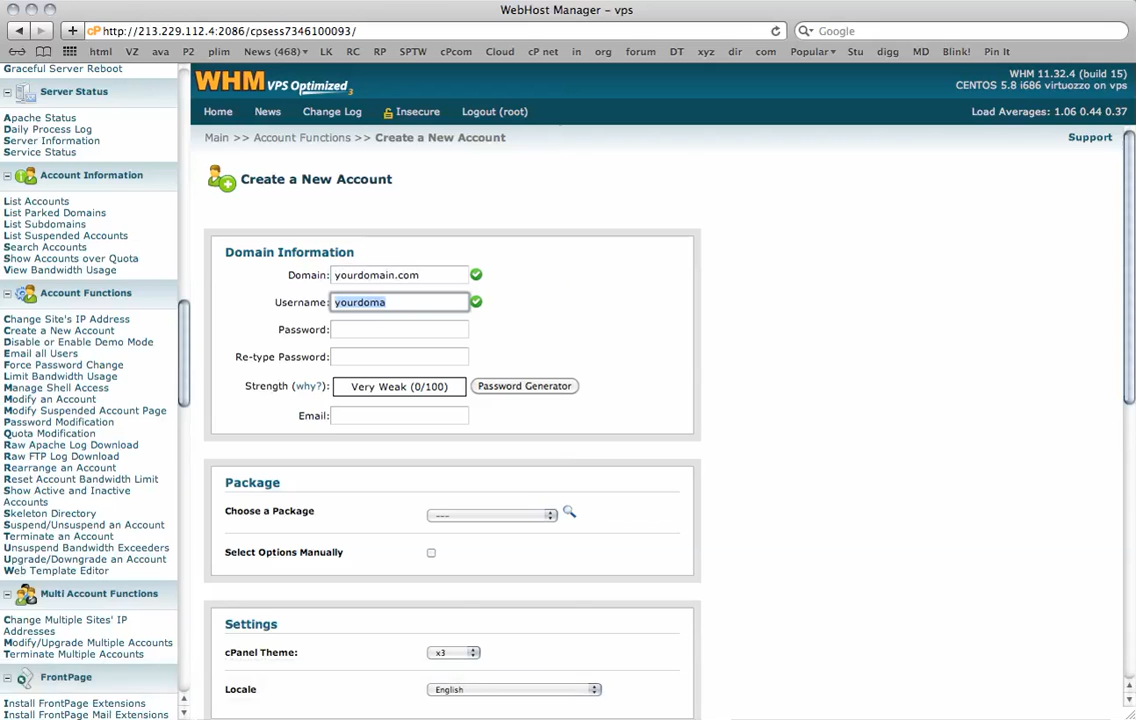 WebHost Manager – vps
cP http://213.229.112.4:2086/cpsess7346100093/
Google
html VZ ava P2 plim News (468) LK RC RP SPTW cPcom Cloud cP net in org forum DT xyz dir com Popular Stu digg MD Blink! Pin It
Graceful Server Reboot
Server Status
Apache Status
Daily Process Log
Server Information
Service Status
Account Information
List Accounts
List Parked Domains
List Subdomains
List Suspended Accounts
Search Accounts
Show Accounts over Quota
View Bandwidth Usage
Account Functions
Change Site's IP Address
Create a New Account
Disable or Enable Demo Mode
Email all Users
Force Password Change
Limit Bandwidth Usage
Manage Shell Access
Modify an Account
Modify Suspended Account Page
Password Modification
Quota Modification
Raw Apache Log Download
Raw FTP Log Download
Rearrange an Account
Reset Account Bandwidth Limit
Show Active and Inactive
Accounts
Skeleton Directory
Suspend/Unsuspend an Account
Terminate an Account
Unsuspend Bandwidth Exceeders
Upgrade/Downgrade an Account
Web Template Editor
Multi Account Functions
Change Multiple Sites' IP
Addresses
Modify/Upgrade Multiple Accounts
Terminate Multiple Accounts
FrontPage
Install FrontPage Extensions
Install FrontPage Mail Extensions
WHM VPS Optimized 3
WHM 11.32.4 (build 15)
CENTOS 5.8 i686 virtuozzo on vps
Home News Change Log Insecure Logout (root)
Load Averages: 1.06 0.44 0.37
Main >> Account Functions >> Create a New Account
Support
Create a New Account
Domain Information
Domain: yourdomain.com
Username: yourdoma
Password:
Re-type Password:
Strength (why?): Very Weak (0/100) Password Generator
Email:
Package
Choose a Package ---
Select Options Manually
Settings
cPanel Theme: x3
Locale English